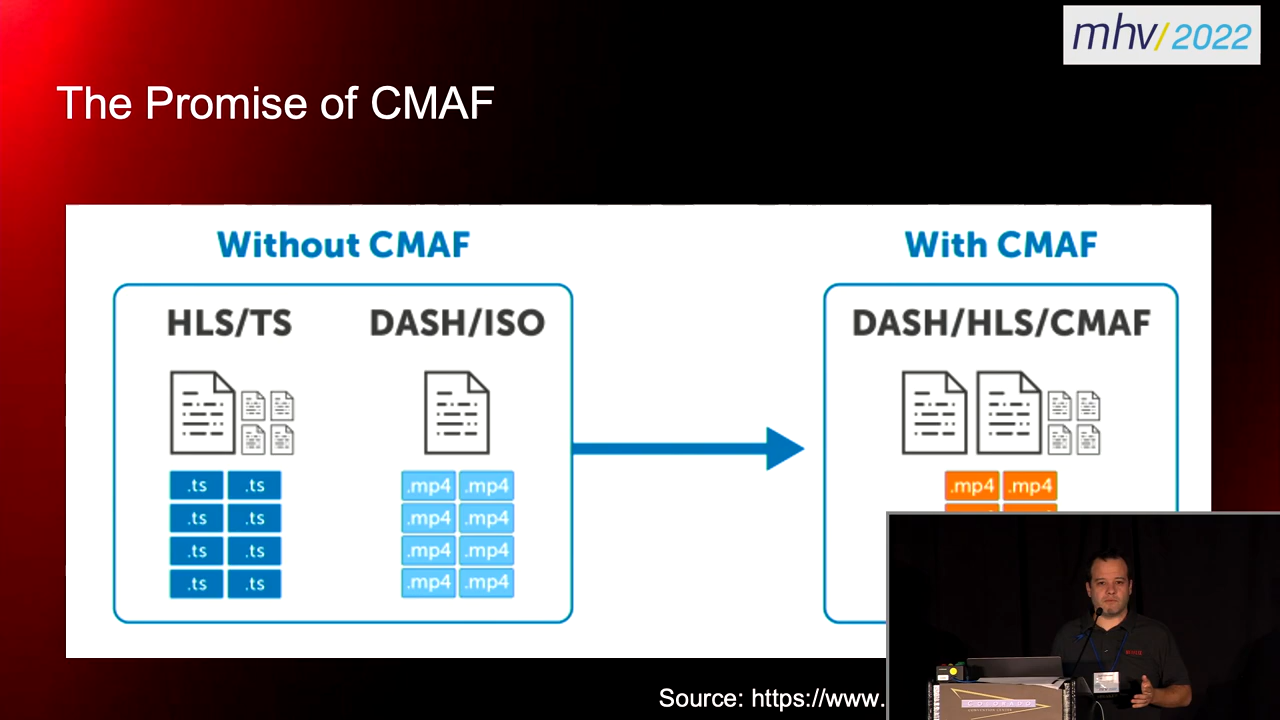 mhv/2022
The Promise of CMAF
Without CMAF
With CMAF
HLS/TS
DASH/ISO
DASH/HLS/CMAF
.ts .ts
.ts .ts
.ts .ts
.ts .ts
.mp4 .mp4
.mp4 .mp4
.mp4 .mp4
.mp4 .mp4
.mp4 .mp4
Source: https://www.
COLORADO